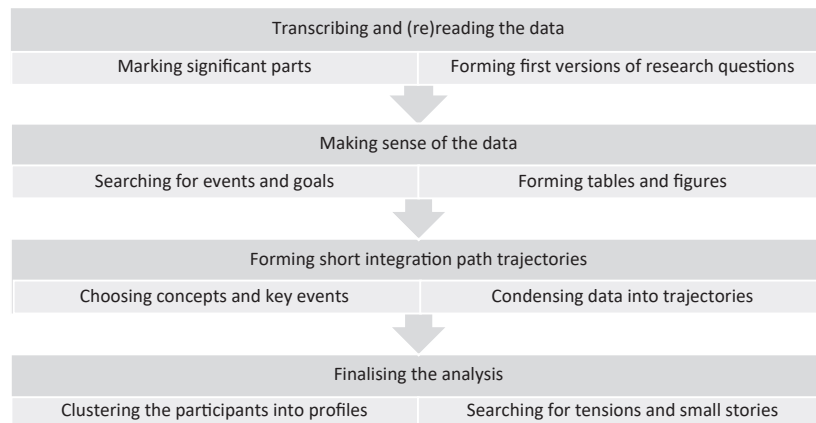 Transcribing and (re)reading the data
Marking significant parts
Forming first versions of research questions
Making sense of the data
Searching for events and goals
Forming tables and figures
Forming short integration path trajectories
Choosing concepts and key events
Condensing data into trajectories
Finalising the analysis
Clustering the participants into profiles
Searching for tensions and small stories